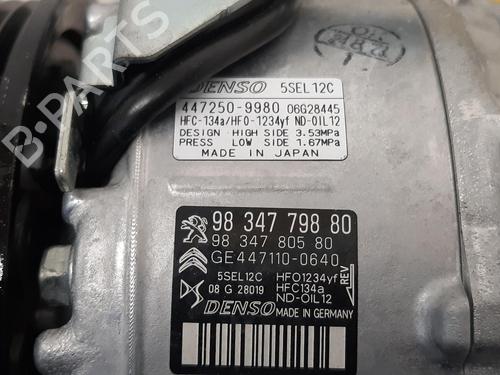 B-PARTS
DENSO 5SEL12C
447250-9980 06G28445
HFC-134a/HFO-1234yf ND-OIL12
DESIGN HIGH SIDE 3.53MPa
PRESS LOW SIDE 1.67MPa
MADE IN JAPAN
98 347 798 80
98 347 805 80
GE447110-0640
5SEL12C HFO1234yf
08 G 28019 HFC134a
ND-OIL12
REV
DENSO MADE IN GERMANY